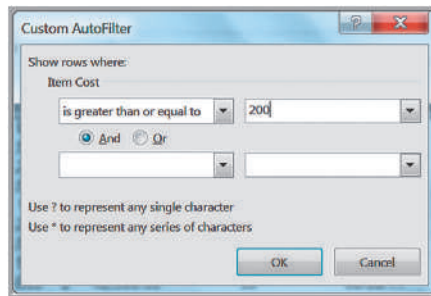 Custom AutoFilter
Show rows where:
Item Cost
is greater than or equal to 200
And Or
Use ? to represent any single character
Use * to represent any series of characters
OK Cancel